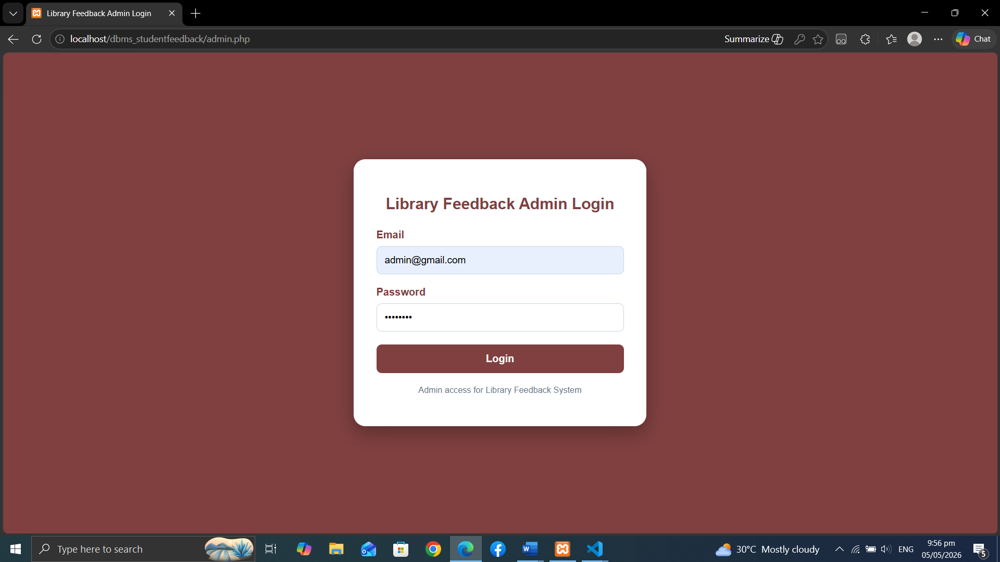 Library Feedback Admin Login
localhost/dbms_studentfeedback/admin.php
Summarize
Chat
Library Feedback Admin Login
Email
admin@gmail.com
Password
••••••••
Login
Admin access for Library Feedback System
Type here to search
30°C Mostly cloudy
ENG
9:56 pm
05/05/2026
5